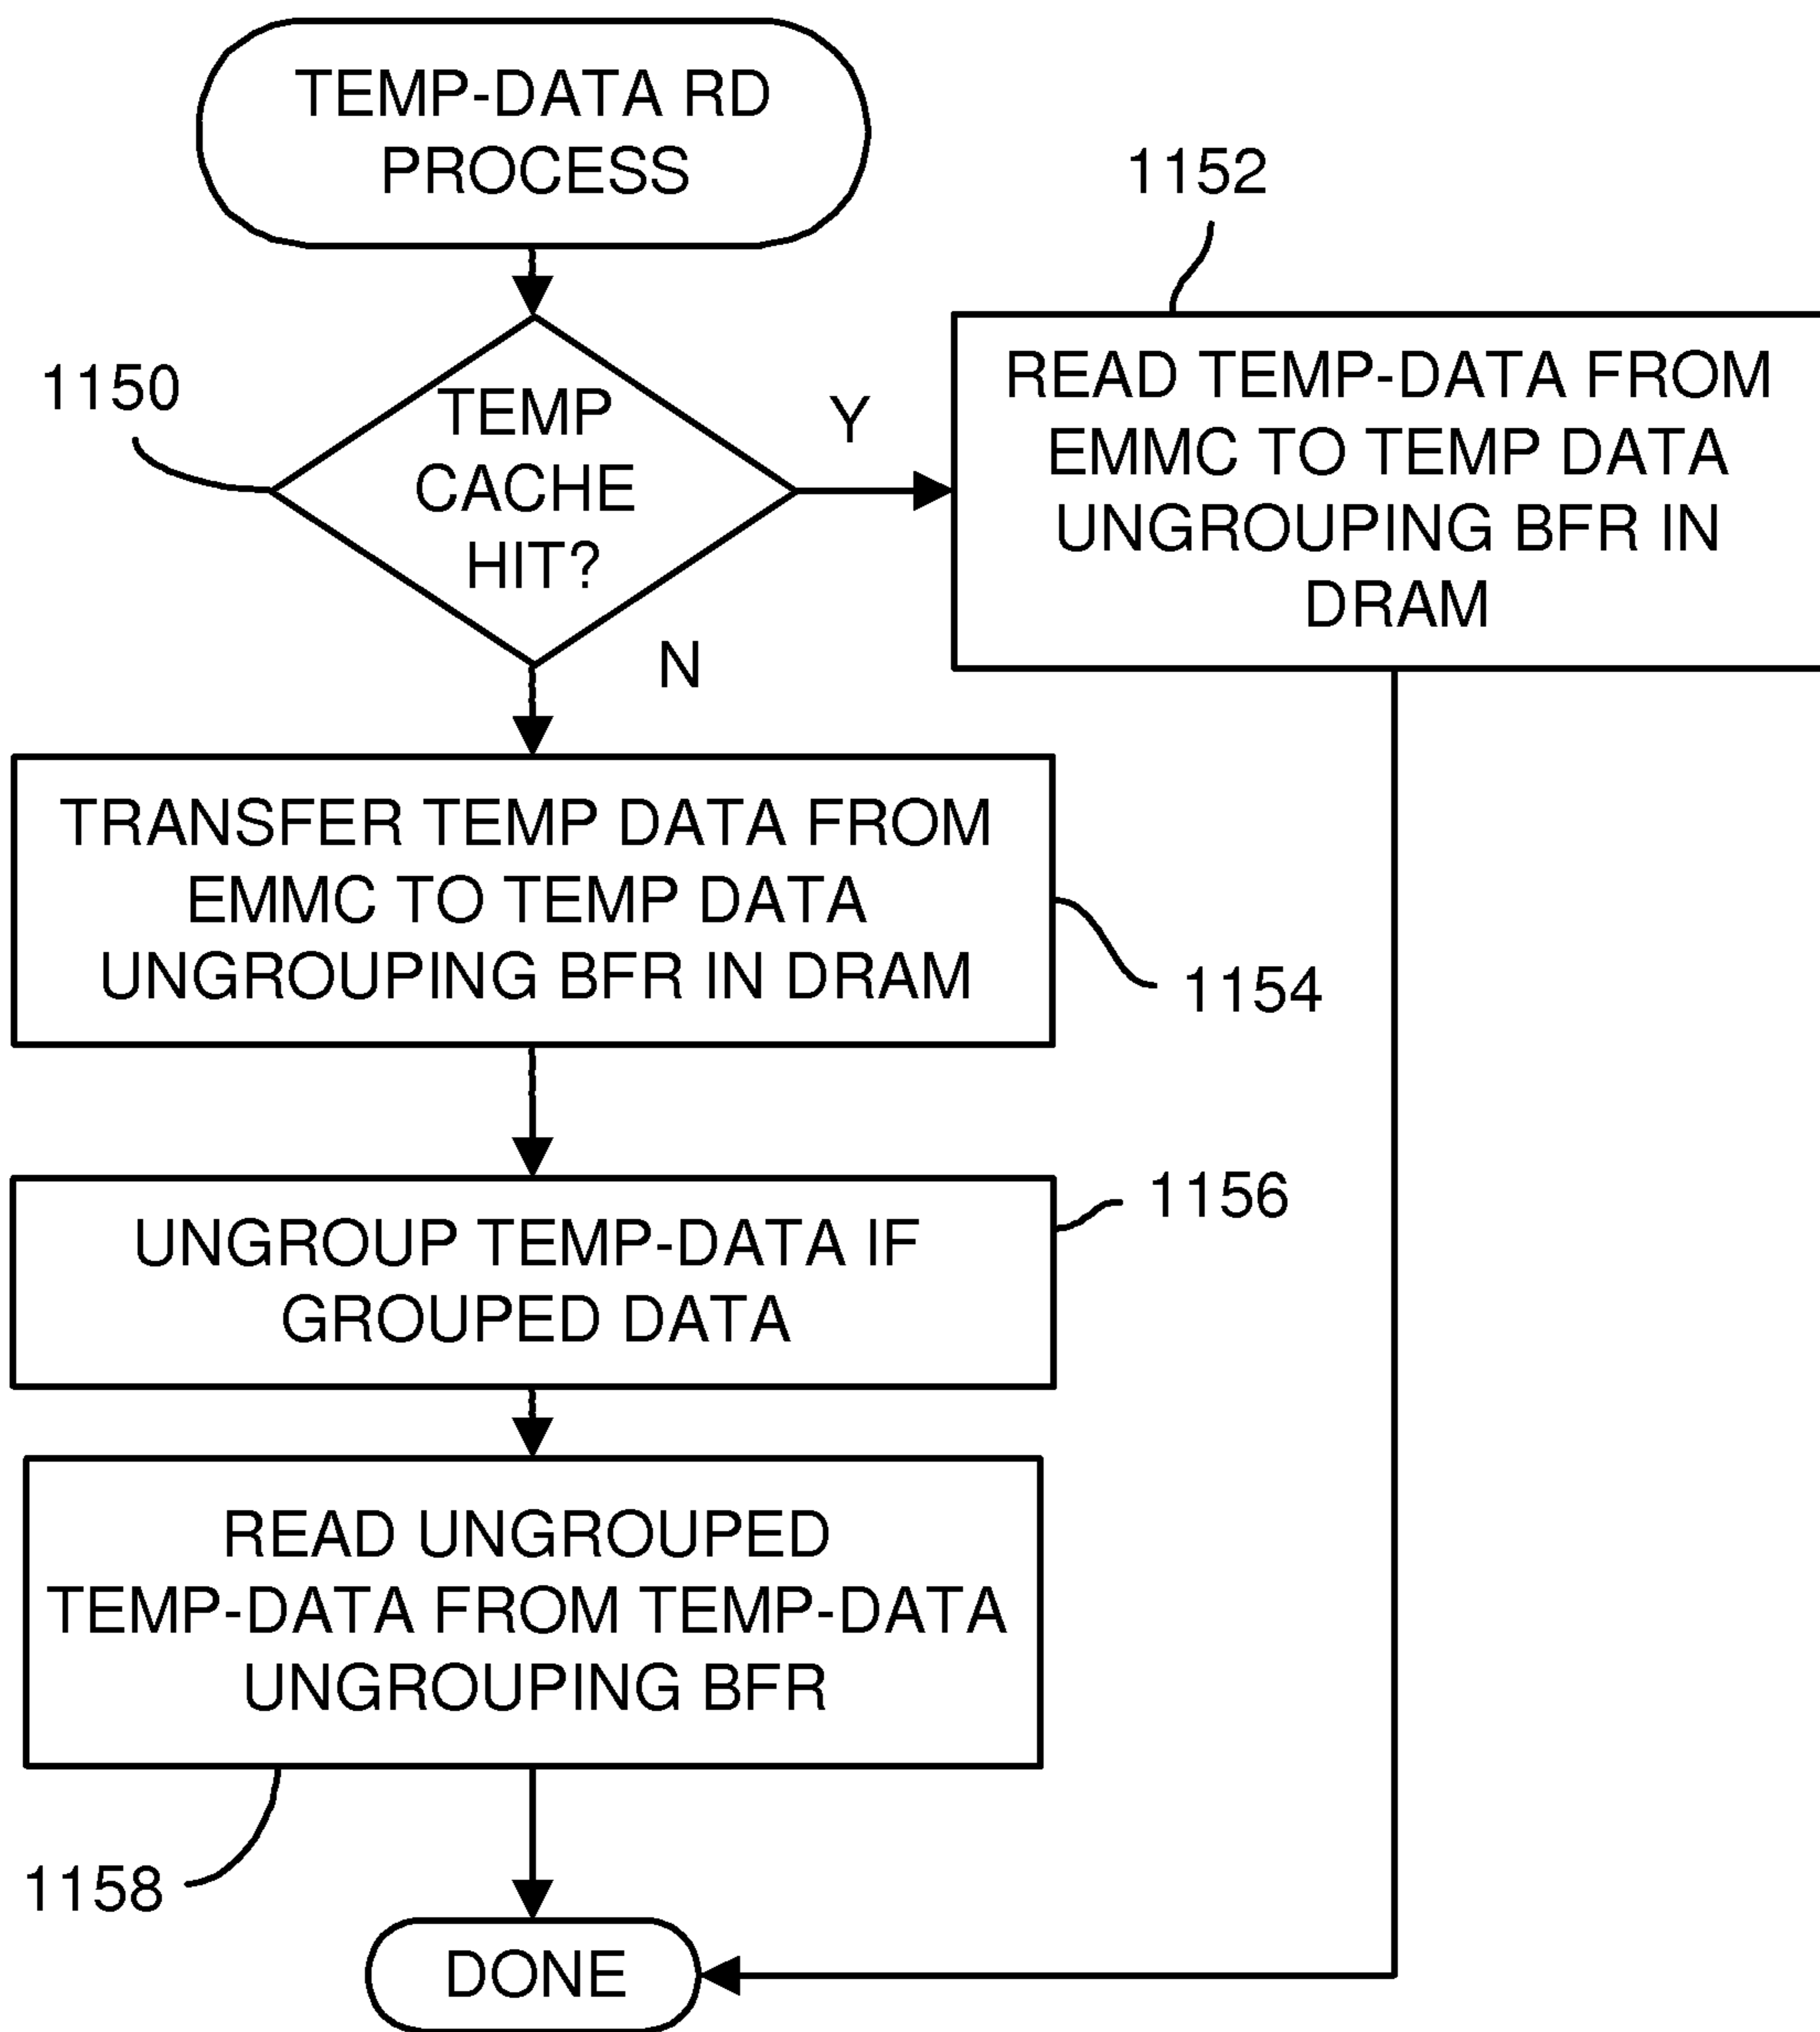 TEMP-DATA RD
PROCESS
1152
1150
TEMP
CACHE
HIT?
Y
READ TEMP-DATA FROM
EMMC TO TEMP DATA
UNGROUPING BFR IN
DRAM
N
TRANSFER TEMP DATA FROM
EMMC TO TEMP DATA
UNGROUPING BFR IN DRAM
1154
1156
UNGROUP TEMP-DATA IF
GROUPED DATA
READ UNGROUPED
TEMP-DATA FROM TEMP-DATA
UNGROUPING BFR
1158
DONE